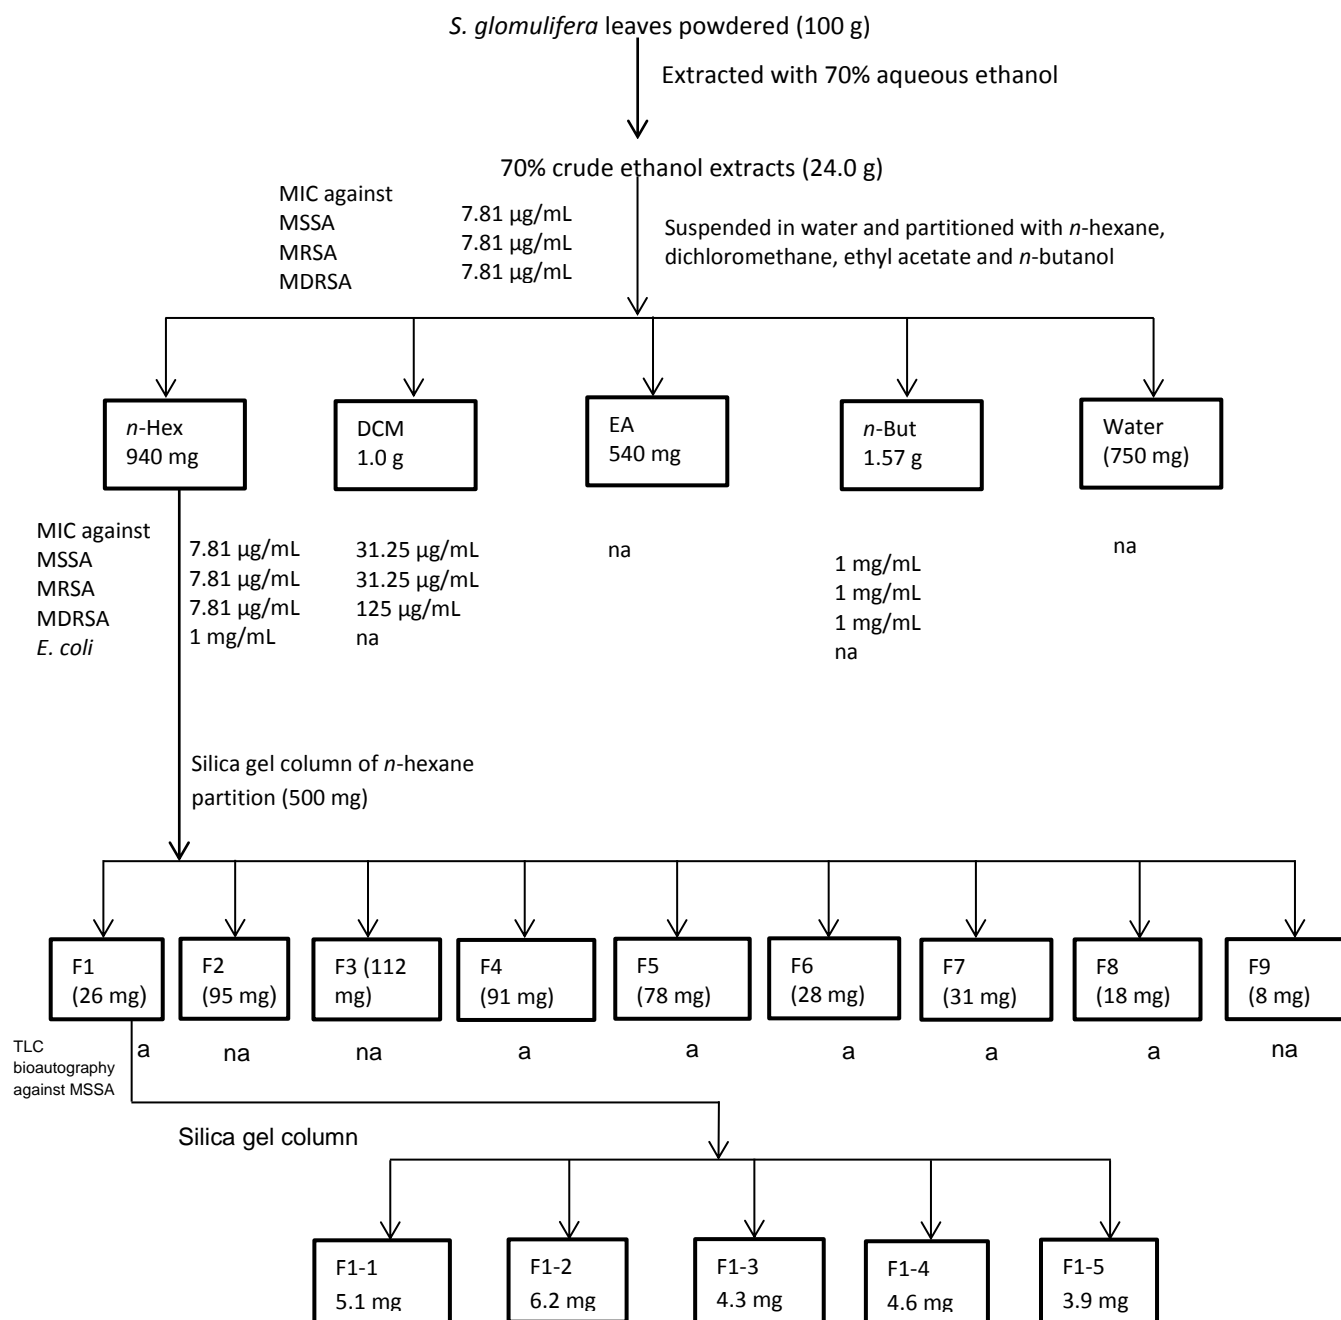 S. glomulifera leaves powdered (100 g)
Extracted with 70% aqueous ethanol
70% crude ethanol extracts (24.0 g)
MIC against
MSSA 7.81 µg/mL
MRSA 7.81 µg/mL
MDRSA 7.81 µg/mL
Suspended in water and partitioned with n-hexane,
dichloromethane, ethyl acetate and n-butanol
n-Hex
940 mg
DCM
1.0 g
EA
540 mg
n-But
1.57 g
Water
(750 mg)
MIC against
MSSA
MRSA
MDRSA
E. coli
7.81 µg/mL
7.81 µg/mL
7.81 µg/mL
1 mg/mL
31.25 µg/mL
31.25 µg/mL
125 µg/mL
na
na
1 mg/mL
1 mg/mL
1 mg/mL
na
na
Silica gel column of n-hexane
partition (500 mg)
F1
(26 mg)
F2
(95 mg)
F3 (112
mg)
F4
(91 mg)
F5
(78 mg)
F6
(28 mg)
F7
(31 mg)
F8
(18 mg)
F9
(8 mg)
TLC
bioautography
against MSSA
a
na
na
a
a
a
a
a
na
Silica gel column
F1-1
5.1 mg
F1-2
6.2 mg
F1-3
4.3 mg
F1-4
4.6 mg
F1-5
3.9 mg